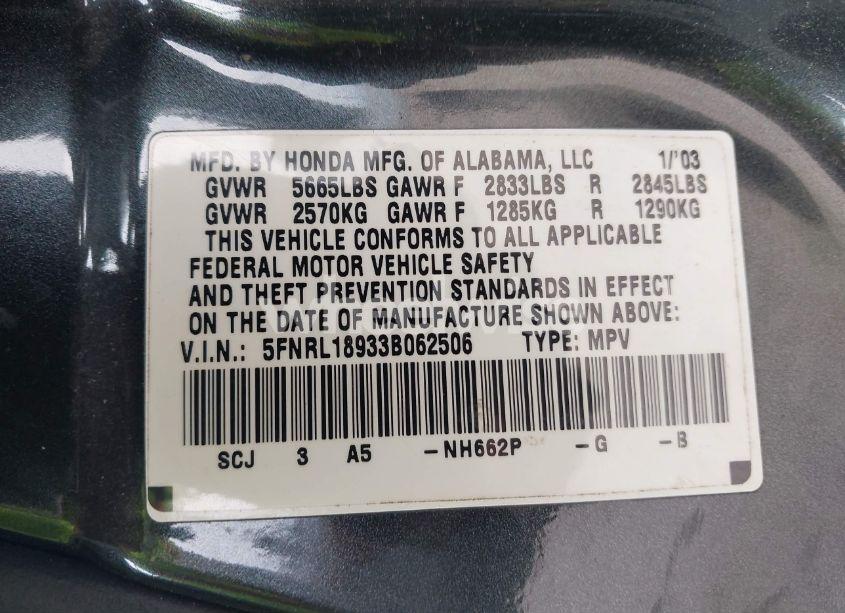 MFD. BY HONDA MFG. OF ALABAMA, LLC 1/'03
GVWR 5665LBS GAWR F 2833LBS R 2845LBS
GVWR 2570KG GAWR F 1285KG R 1290KG
THIS VEHICLE CONFORMS TO ALL APPLICABLE
FEDERAL MOTOR VEHICLE SAFETY
AND THEFT PREVENTION STANDARDS IN EFFECT
ON THE DATE OF MANUFACTURE SHOWN ABOVE:
V.I.N.: 5FNRL18933B062506 TYPE: MPV
SCJ 3 A5 -NH662P -G -B